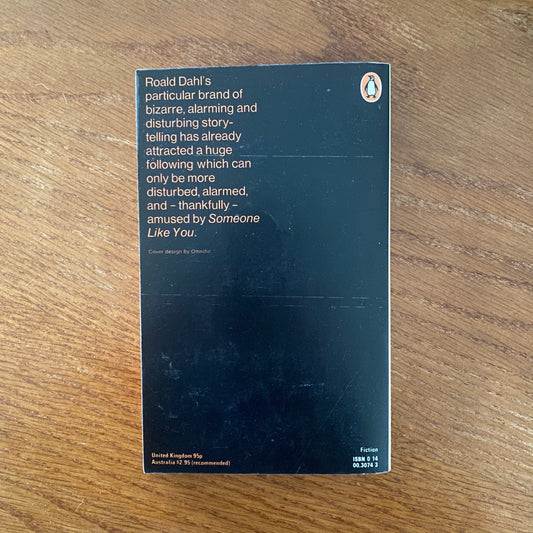 Roald Dahl's
particular brand of
bizarre, alarming and
disturbing story-
telling has already
attracted a huge
following which can
only be more
disturbed, alarmed,
and – thankfully –
amused by Someone
Like You.
Cover design by Omnific
United Kingdom 95p
Australia $2.95 (recommended)
Fiction
ISBN 0 14
00.3074 3